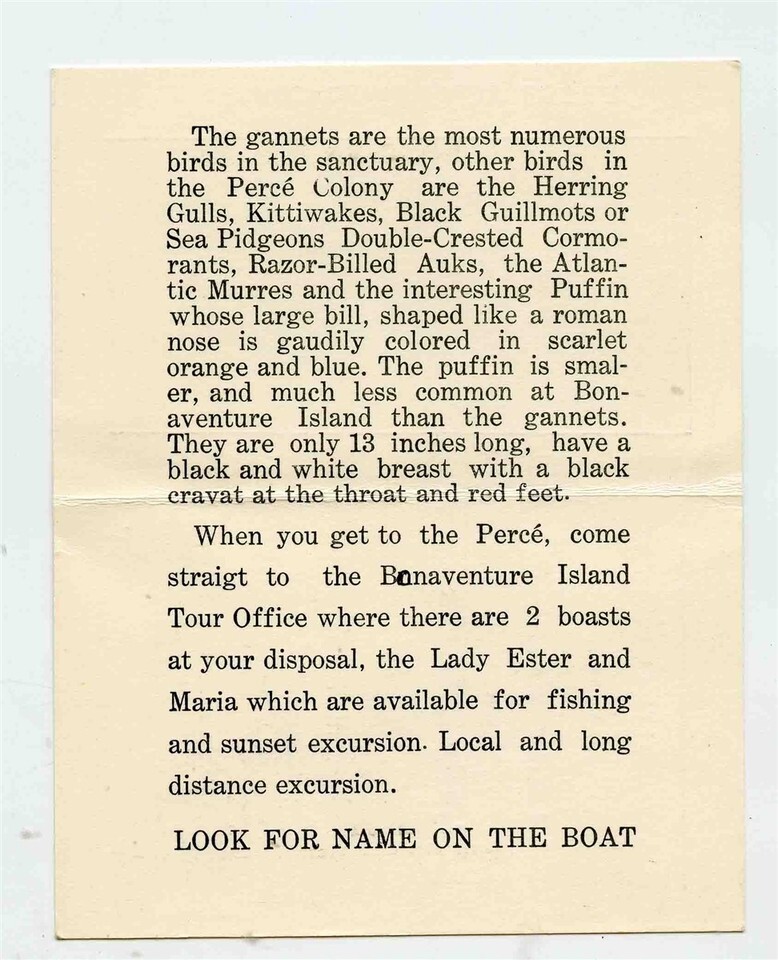 The gannets are the most numerous
birds in the sanctuary, other birds in
the Percé Colony are the Herring
Gulls, Kittiwakes, Black Guillmots or
Sea Pidgeons Double-Crested Cormo-
rants, Razor-Billed Auks, the Atlan-
tic Murres and the interesting Puffin
whose large bill, shaped like a roman
nose is gaudily colored in scarlet
orange and blue. The puffin is smal-
er, and much less common at Bon-
aventure Island than the gannets.
They are only 13 inches long, have a
black and white breast with a black
cravat at the throat and red feet.
When you get to the Percé, come
straigt to the Bonaventure Island
Tour Office where there are 2 boasts
at your disposal, the Lady Ester and
Maria which are available for fishing
and sunset excursion. Local and long
distance excursion.
LOOK FOR NAME ON THE BOAT